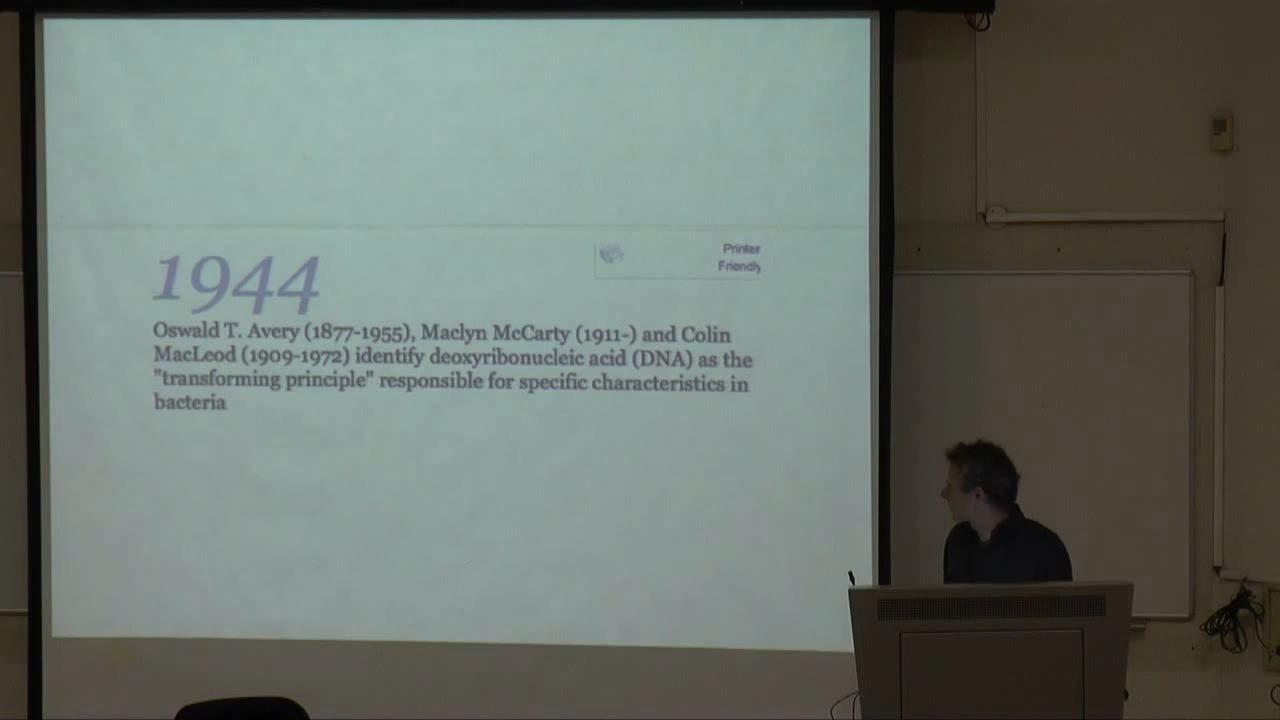 1944
Printer
Friendly
Oswald T. Avery (1877-1955), Maclyn McCarty (1911-) and Colin
MacLeod (1909-1972) identify deoxyribonucleic acid (DNA) as the
"transforming principle" responsible for specific characteristics in
bacteria